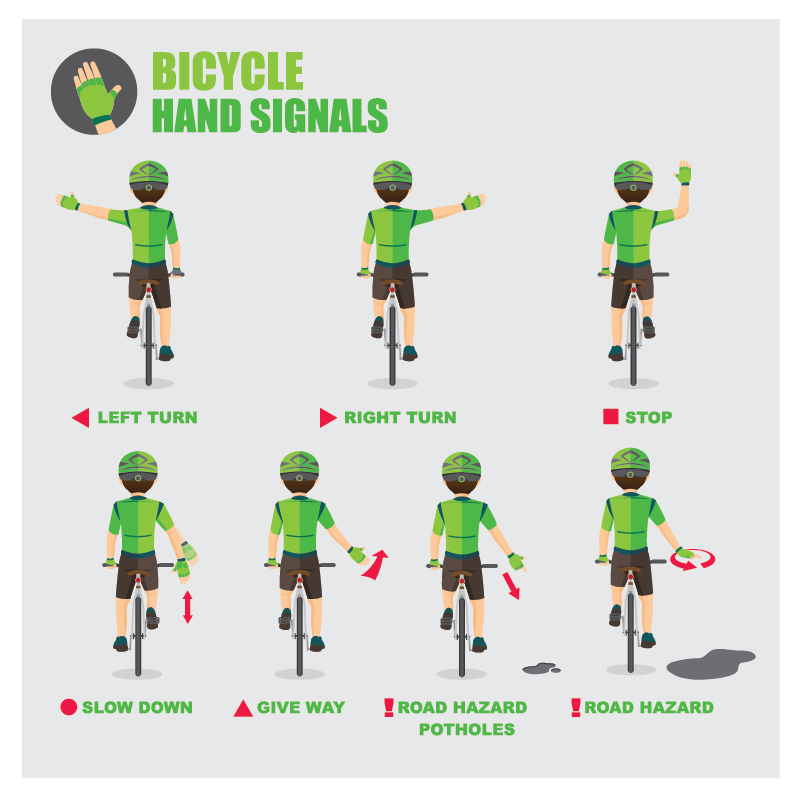 BICYCLE
HAND SIGNALS
LEFT TURN
RIGHT TURN
STOP
SLOW DOWN
GIVE WAY
ROAD HAZARD
POTHOLES
ROAD HAZARD